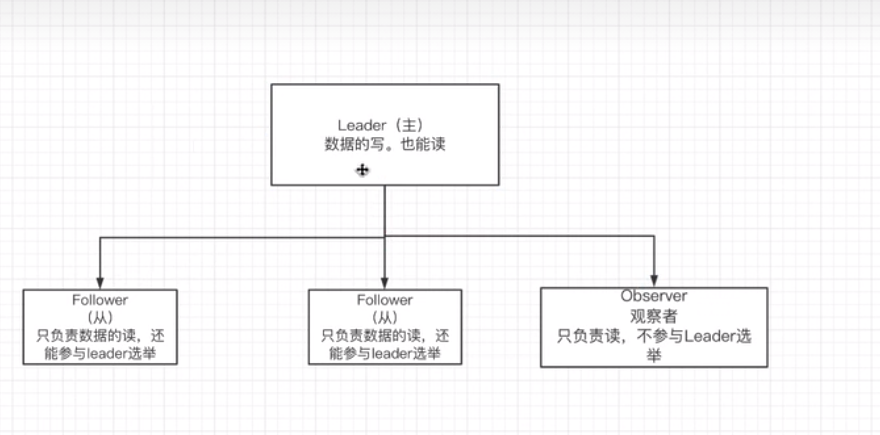 Leader（主）
数据的写。也能读
Follower
（从）
只负责数据的读，还
能参与leader选举
Follower
（从）
只负责数据的读，还
能参与leader选举
Observer
观察者
只负责读，不参与Leader选
举